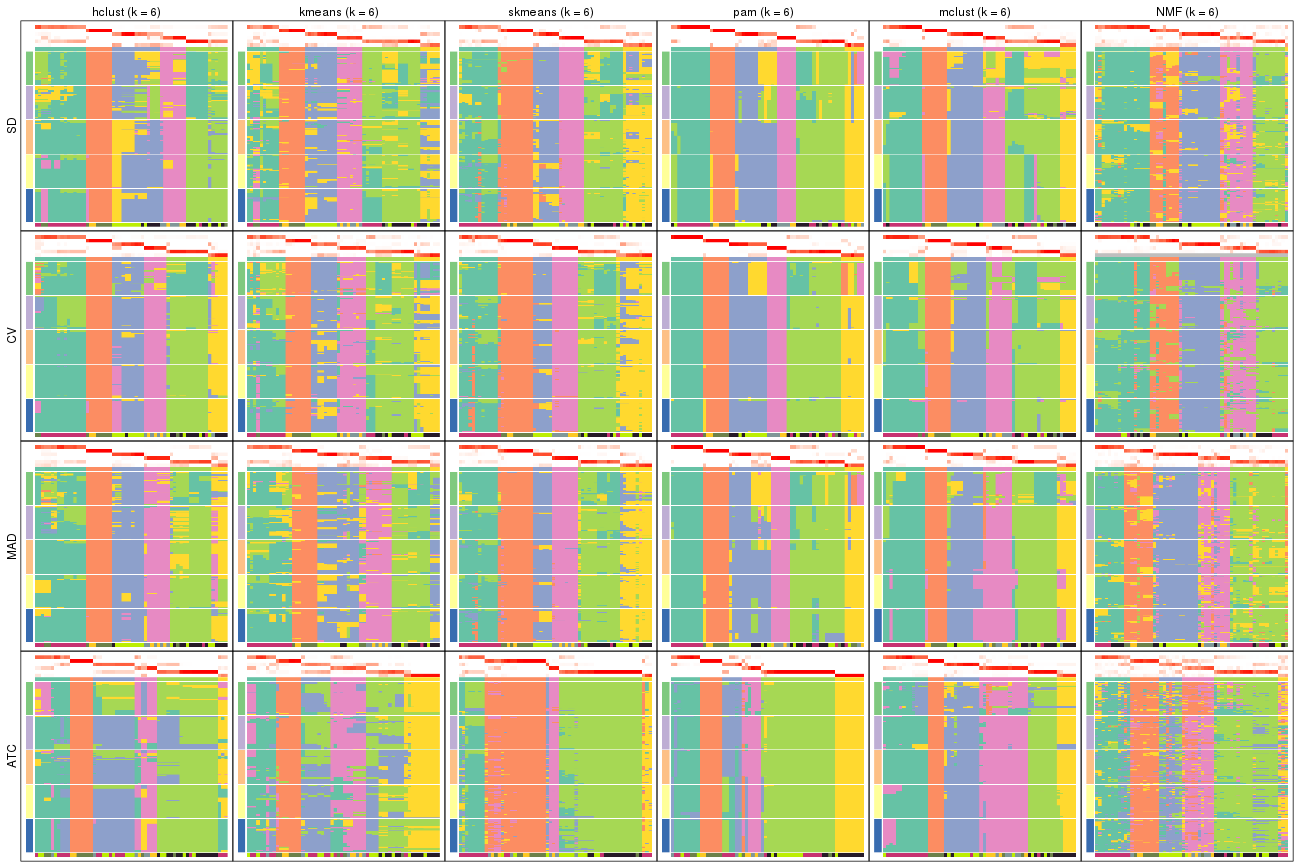 hclust (k = 6) kmeans (k = 6) skmeans (k = 6) pam (k = 6) mclust (k = 6) NMF (k = 6)
SD
CV
MAD
ATC